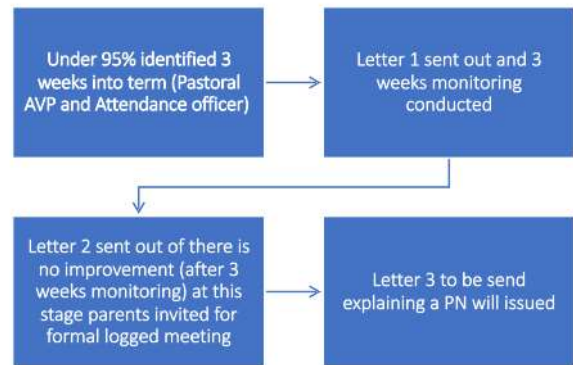 Under 95% identified 3
weeks into term (Pastoral
AVP and Attendance officer)
Letter 1 sent out and 3
weeks monitoring
conducted
Letter 2 sent out of there is
no improvement (after 3
weeks monitoring) at this
stage parents invited for
formal logged meeting
Letter 3 to be send
explaining a PN will issued